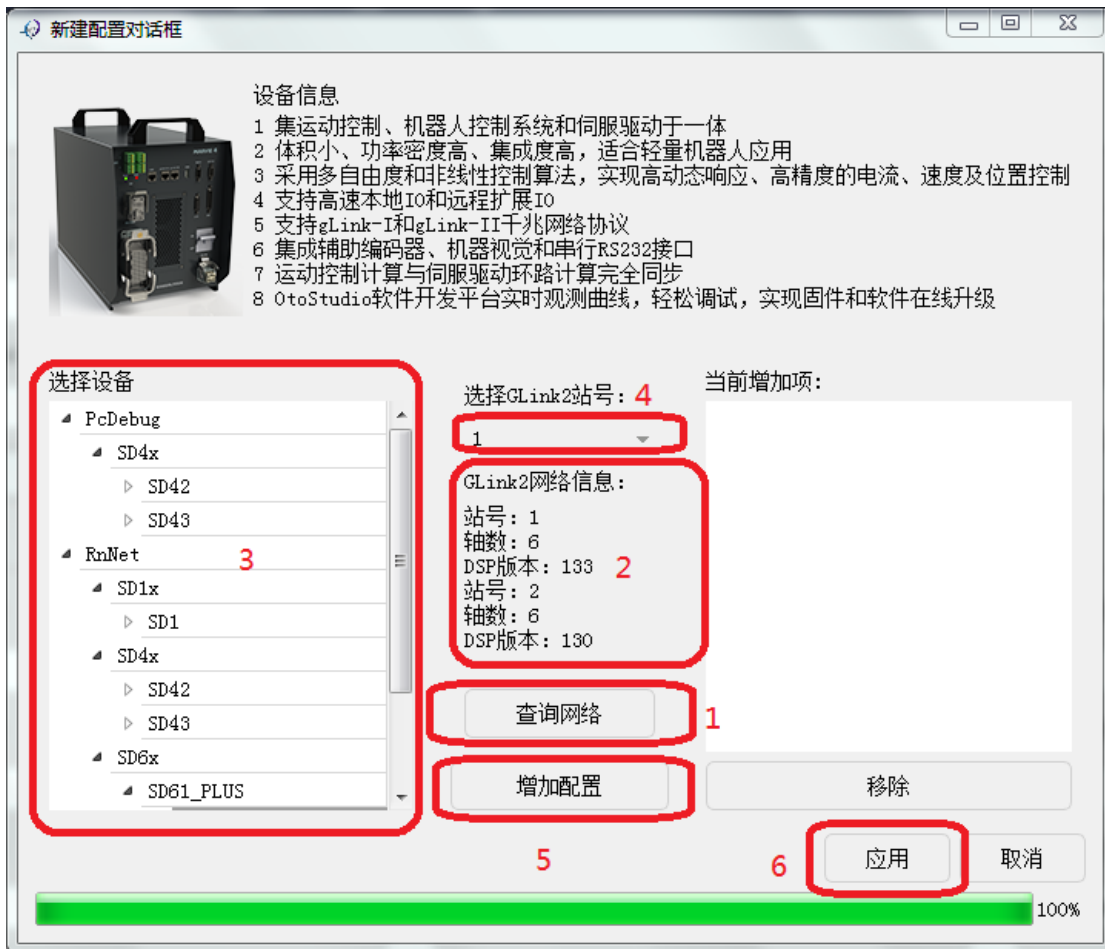 新建配置对话框
设备信息
1 集运动控制、机器人控制系统和伺服驱动于一体
2 体积小、功率密度高、集成度高，适合轻量机器人应用
3 采用多自由度和非线性控制算法，实现高动态响应、高精度的电流、速度及位置控制
4 支持高速本地IO和远程扩展IO
5 支持gLink-I和gLink-II千兆网络协议
6 集成辅助编码器、机器视觉和串行RS232接口
7 运动控制计算与伺服驱动环路计算完全同步
8 OtoStudio软件开发平台实时观测曲线，轻松调试，实现固件和软件在线升级
选择设备
PcDebug
SD4x
SD42
SD43
RnNet
3
SD1x
SD1
SD4x
SD42
SD43
SD6x
SD61_PLUS
选择GLink2站号：
4
1
GLink2网络信息：
站号：1
轴数：6
DSP版本：133
2
站号：2
轴数：6
DSP版本：130
查询网络
1
增加配置
5
当前增加项：
移除
6
应用
取消
100%